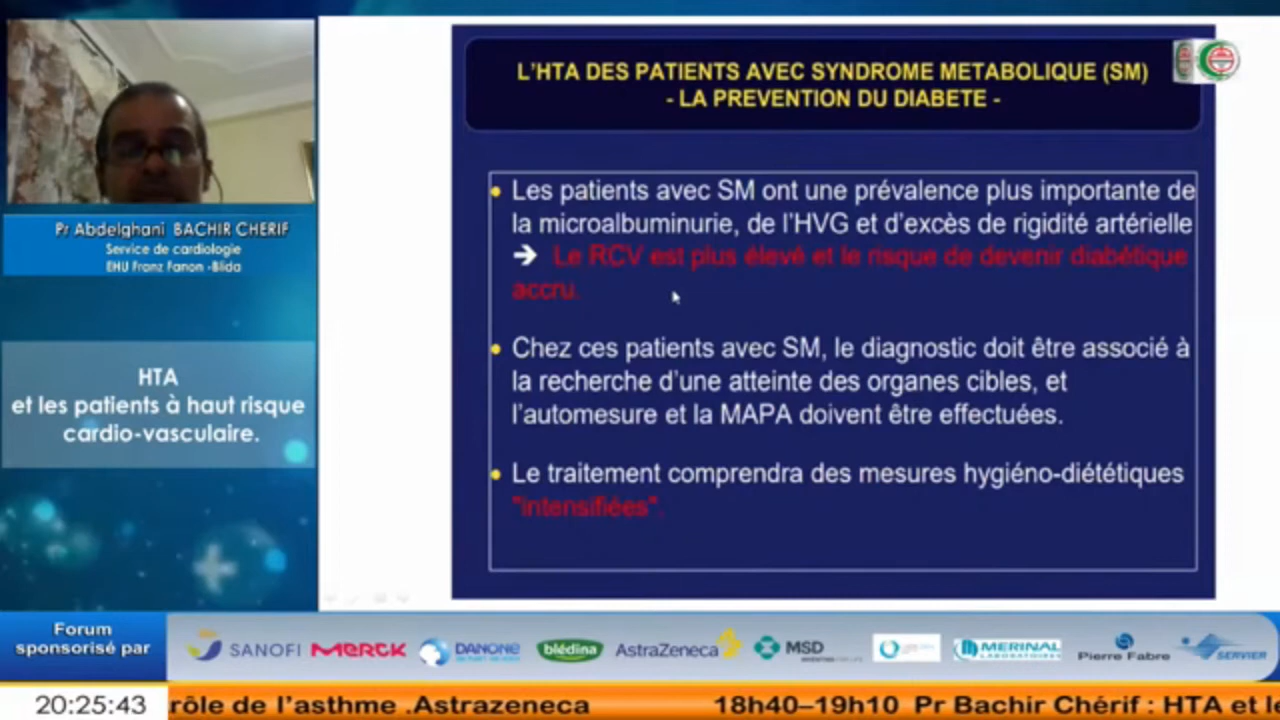 L'HTA DES PATIENTS AVEC SYNDROME METABOLIQUE (SM)
- LA PREVENTION DU DIABETE -
• Les patients avec SM ont une prévalence plus importante de
la microalbuminurie, de l'HVG et d'excès de rigidité artérielle
➔ Le RCV est plus élevé et le risque de devenir diabétique
accru.
• Chez ces patients avec SM, le diagnostic doit être associé à
la recherche d'une atteinte des organes cibles, et
l'automesure et la MAPA doivent être effectuées.
• Le traitement comprendra des mesures hygiéno-diététiques
"intensifiées".
Pr Abdelghani BACHIR CHERIF
Service de cardiologie
EHU Franz Fanon -Blida
HTA
et les patients à haut risque
cardio-vasculaire.
Forum
sponsorisé par
SANOFI MERCK DANONE blédina AstraZeneca MSD MERINAL LABORATOIRES Pierre Fabre SERVIER
20:25:43 rôle de l'asthme .Astrazeneca 18h40–19h10 Pr Bachir Chérif : HTA et le